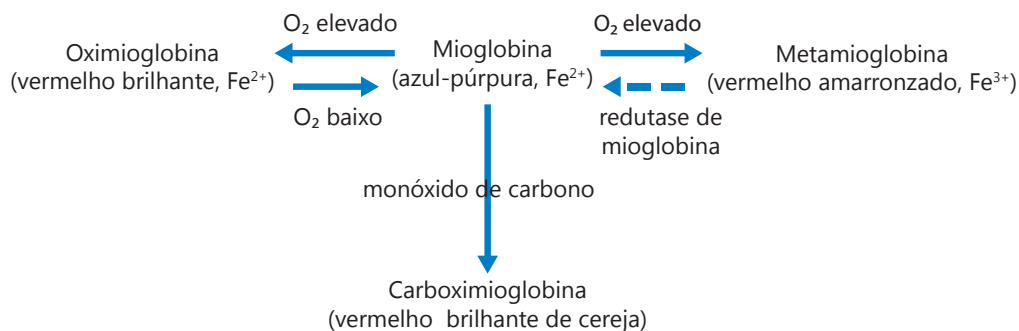 O₂ elevado
O₂ elevado
Oximioglobina
(vermelho brilhante, Fe²⁺)
Mioglobina
(azul-púrpura, Fe²⁺)
Metamioglobina
(vermelho amarronzado, Fe³⁺)
O₂ baixo
redutase de
mioglobina
monóxido de carbono
Carboximioglobina
(vermelho brilhante de cereja)